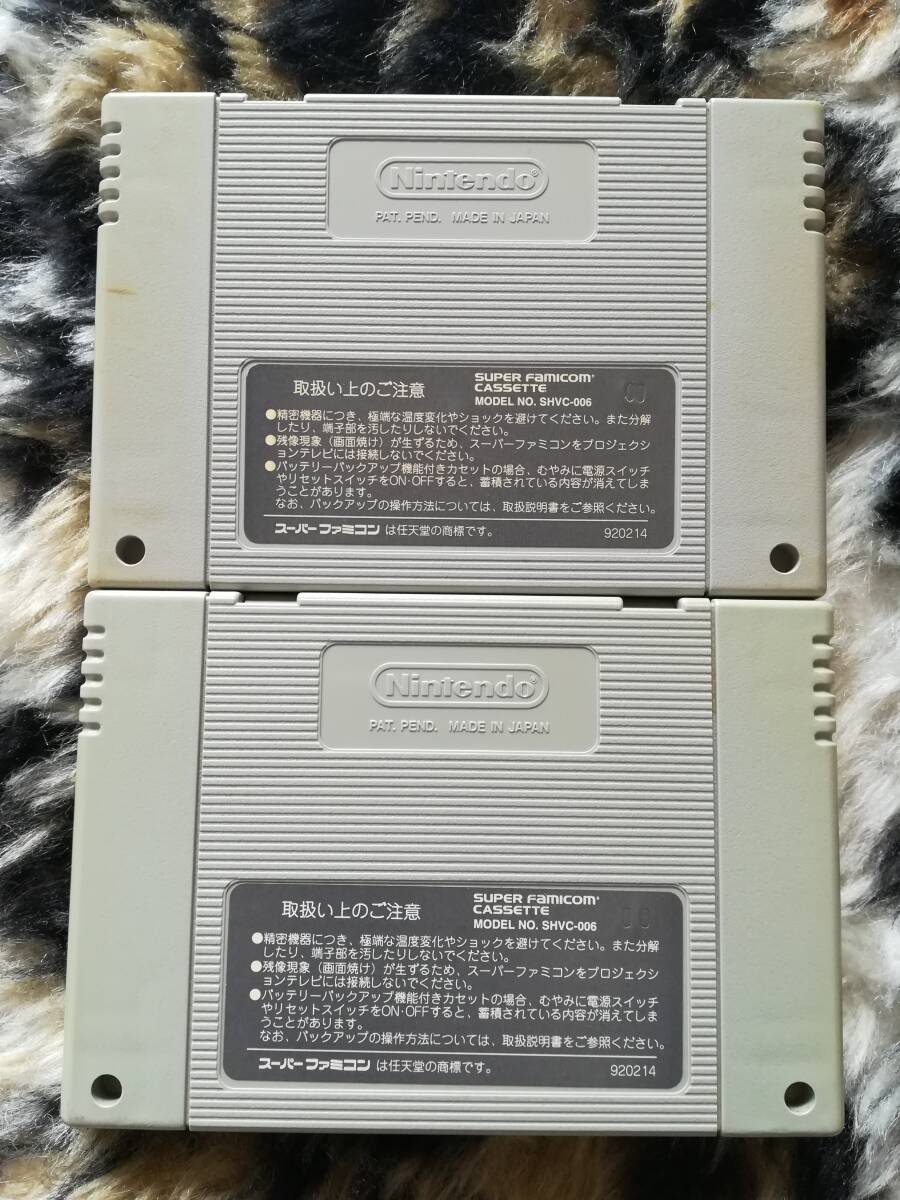 Nintendo®
PAT. PEND. MADE IN JAPAN
取扱い上のご注意
SUPER FAMICOM®
CASSETTE
MODEL NO. SHVC-006
●精密機器につき、極端な温度変化やショックを避けてください。また分解
したり、端子部を汚したりしないでください。
●残像現象（画面焼け）が生ずるため、スーパーファミコンをプロジェクシ
ョンテレビには接続しないでください。
●バッテリーバックアップ機能付きカセットの場合、むやみに電源スイッチ
やリセットスイッチをON・OFFすると、蓄積されている内容が消えてしま
うことがあります。
なお、バックアップの操作方法については、取扱説明書をご参照ください。
スーパーファミコン は任天堂の商標です。
920214
Nintendo®
PAT. PEND. MADE IN JAPAN
取扱い上のご注意
SUPER FAMICOM®
CASSETTE
MODEL NO. SHVC-006
●精密機器につき、極端な温度変化やショックを避けてください。また分解
したり、端子部を汚したりしないでください。
●残像現象（画面焼け）が生ずるため、スーパーファミコンをプロジェクシ
ョンテレビには接続しないでください。
●バッテリーバックアップ機能付きカセットの場合、むやみに電源スイッチ
やリセットスイッチをON・OFFすると、蓄積されている内容が消えてしま
うことがあります。
なお、バックアップの操作方法については、取扱説明書をご参照ください。
スーパーファミコン は任天堂の商標です。
920214